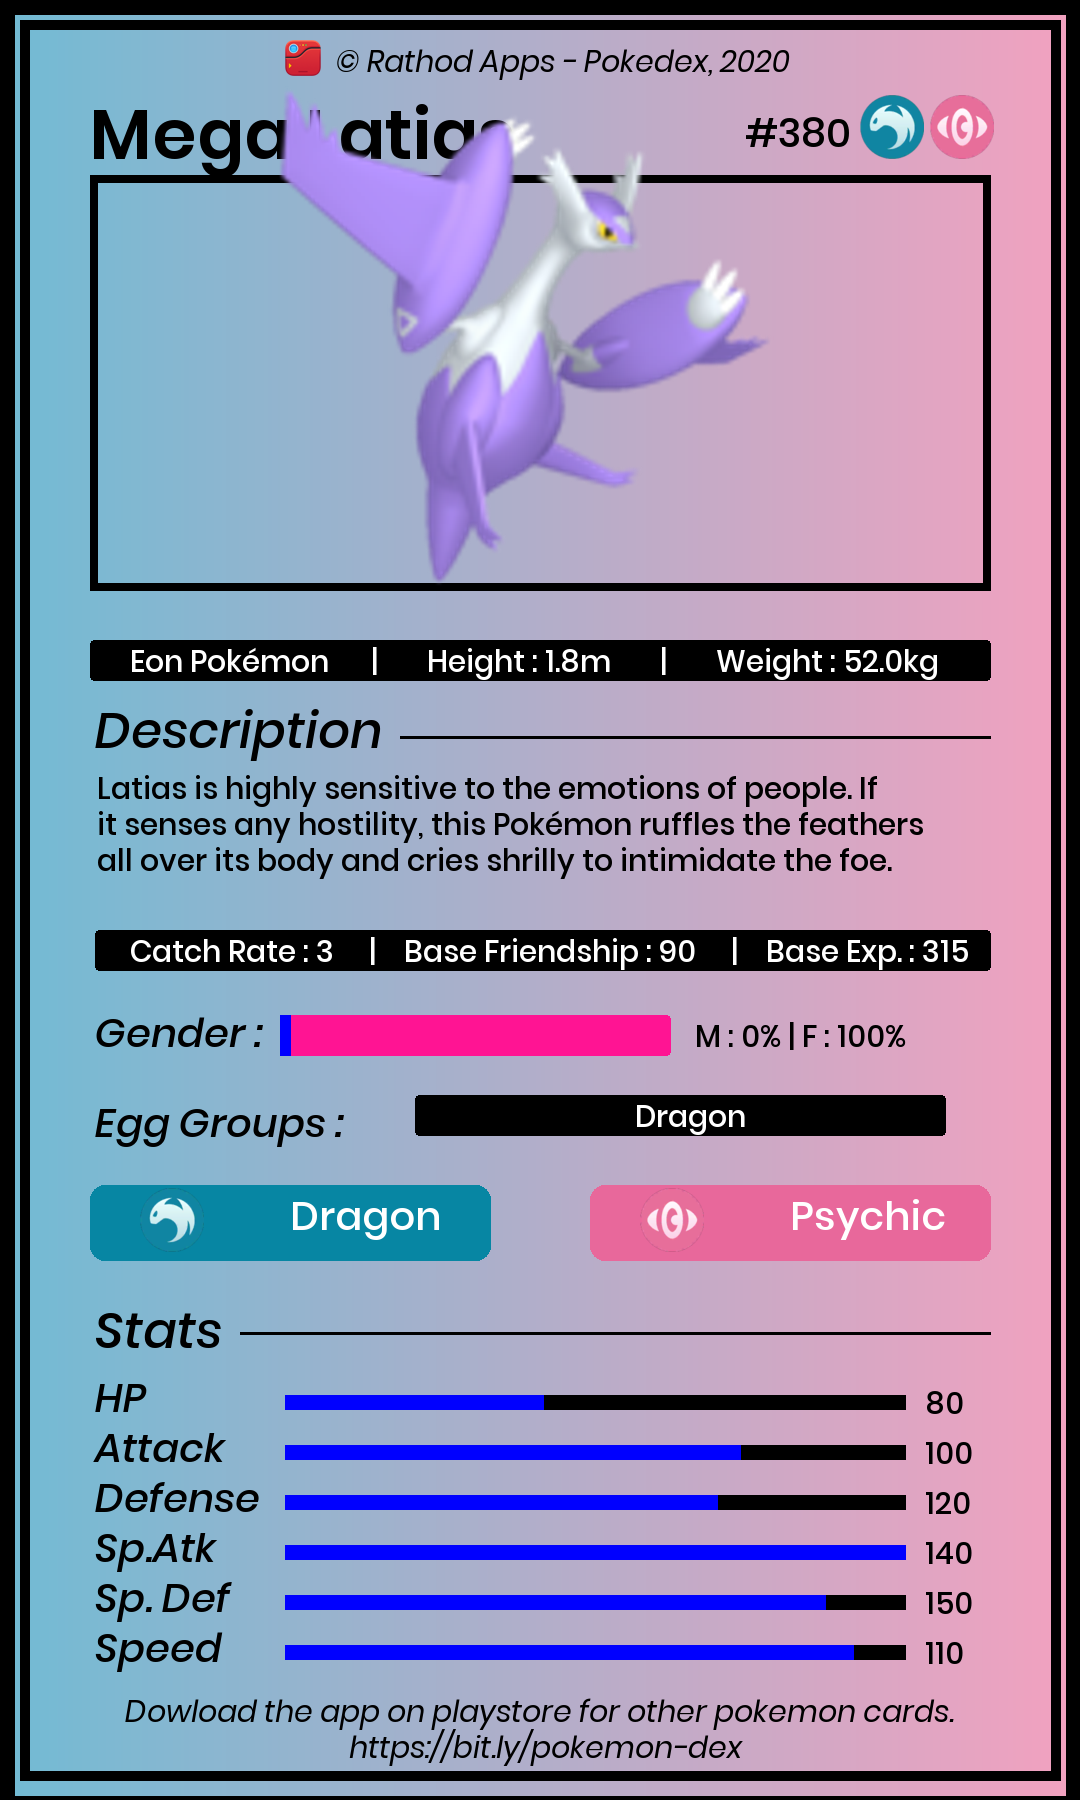 © Rathod Apps - Pokedex, 2020
Mega Latias
#380
Eon Pokémon | Height : 1.8m | Weight : 52.0kg
Description
Latias is highly sensitive to the emotions of people. If
it senses any hostility, this Pokémon ruffles the feathers
all over its body and cries shrilly to intimidate the foe.
Catch Rate : 3 | Base Friendship : 90 | Base Exp. : 315
Gender : M : 0% | F : 100%
Egg Groups : Dragon
Dragon Psychic
Stats
HP 80
Attack 100
Defense 120
Sp.Atk 140
Sp. Def 150
Speed 110
Dowload the app on playstore for other pokemon cards.
https://bit.ly/pokemon-dex